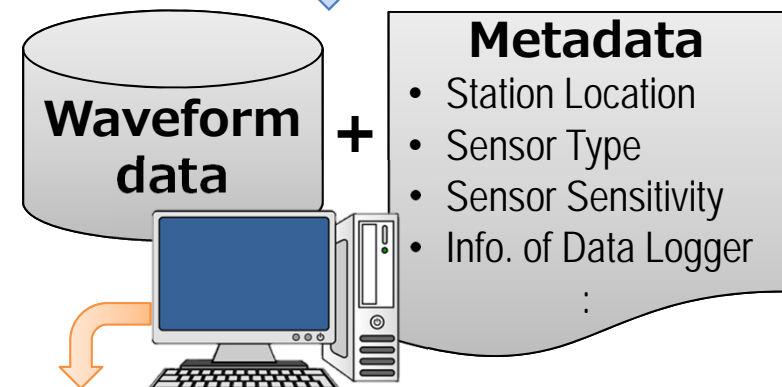 Waveform
data
+
Metadata
• Station Location
• Sensor Type
• Sensor Sensitivity
• Info. of Data Logger
: